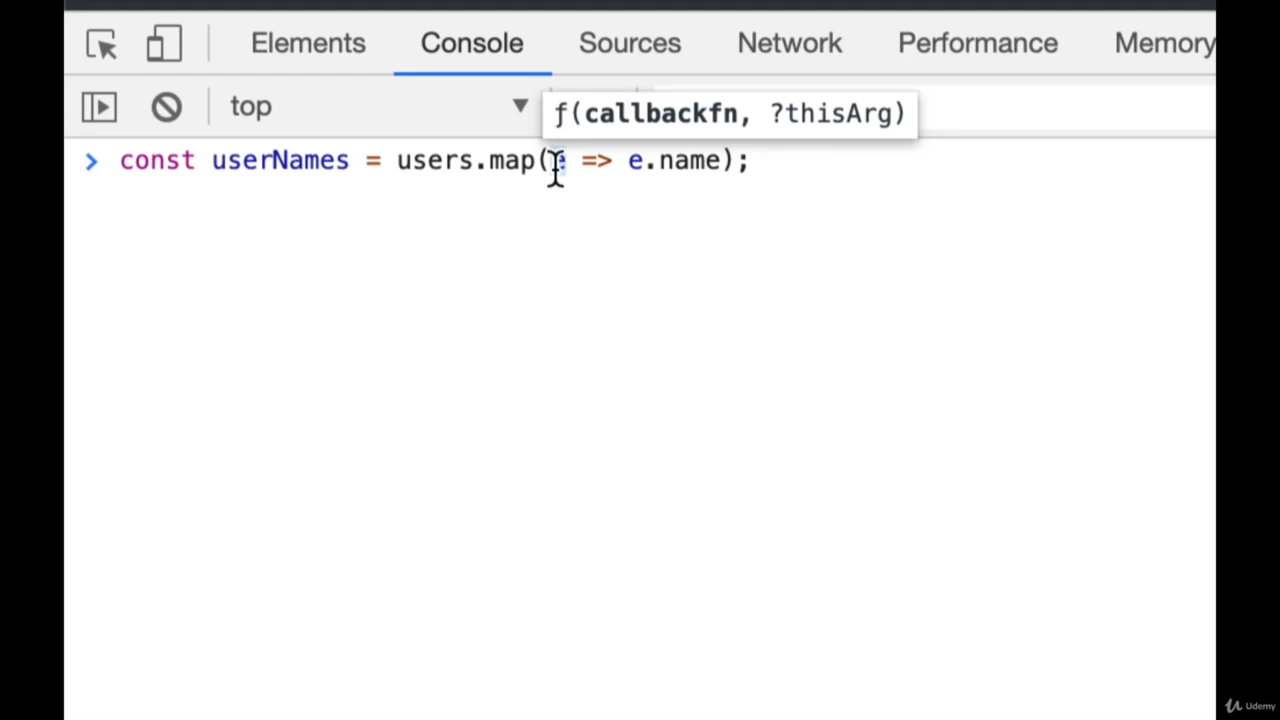 Elements Console Sources Network Performance Memory
top
ƒ(callbackfn, ?thisArg)
> const userNames = users.map(e => e.name);
Udemy